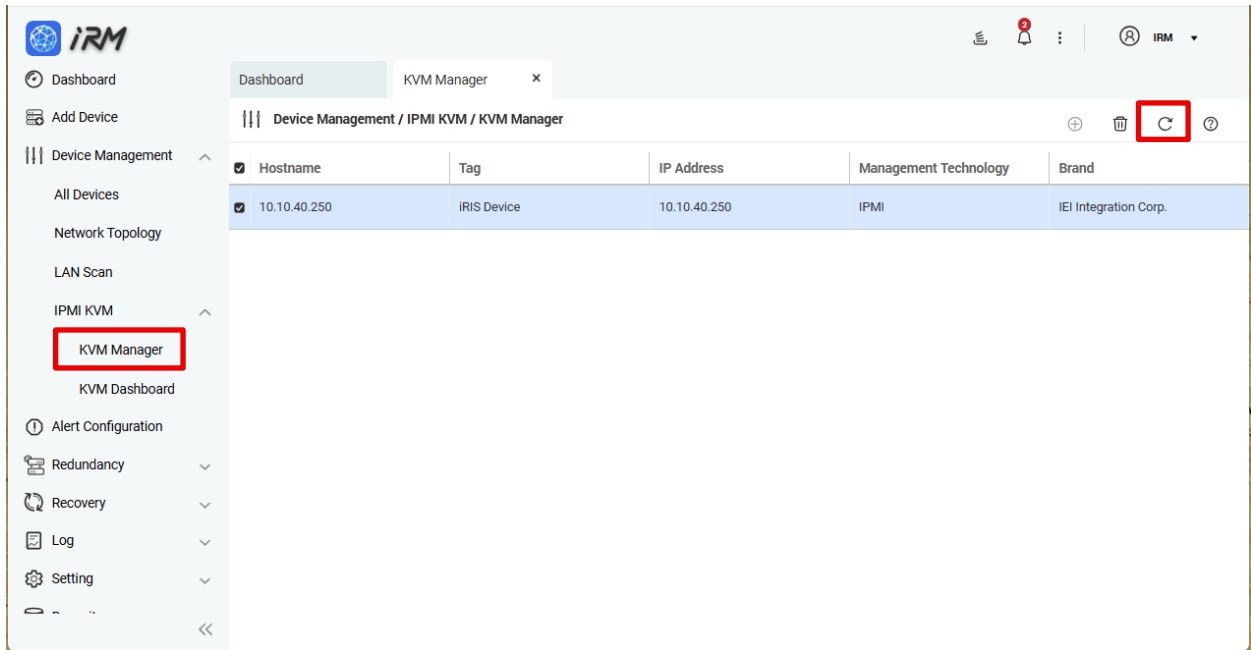 iRM
2
IRM
Dashboard
Add Device
Device Management
All Devices
Network Topology
LAN Scan
IPMI KVM
KVM Manager
KVM Dashboard
Alert Configuration
Redundancy
Recovery
Log
Setting
Dashboard
KVM Manager
Device Management / IPMI KVM / KVM Manager
Hostname Tag IP Address Management Technology Brand
10.10.40.250 iRIS Device 10.10.40.250 IPMI IEI Integration Corp.